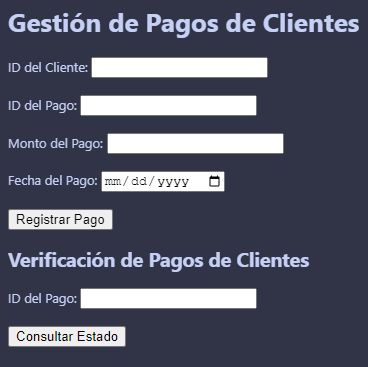 Gestión de Pagos de Clientes
ID del Cliente:
ID del Pago:
Monto del Pago:
Fecha del Pago: mm/dd/yyyy
Registrar Pago
Verificación de Pagos de Clientes
ID del Pago:
Consultar Estado